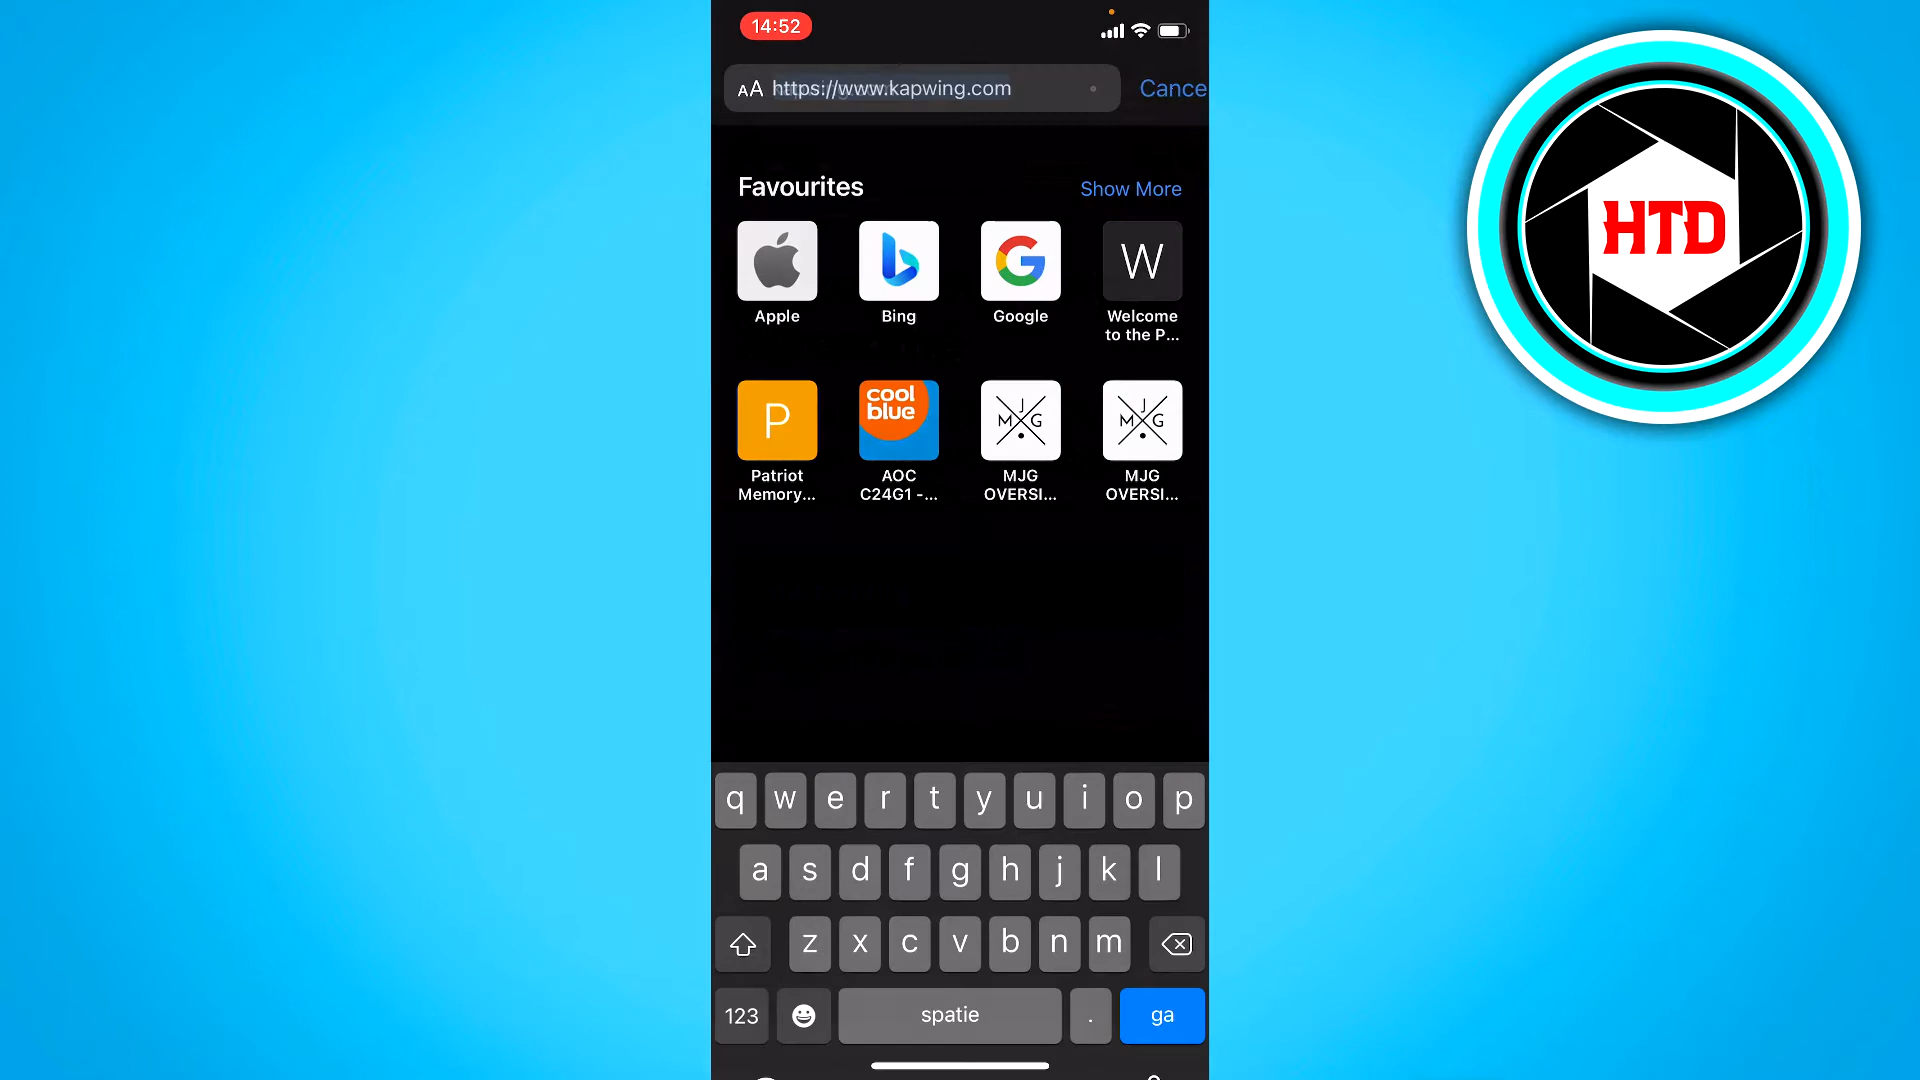 14:52
AA https://www.kapwing.com Cance
Favourites Show More
W
Apple Bing Google Welcome
to the P...
P cool
blue J
M G J
M G
Patriot AOC MJG MJG
Memory... C24G1 -... OVERSI... OVERSI...
q w e r t y u i o p
a s d f g h j k l
z x c v b n m
123 spatie . ga
HTD